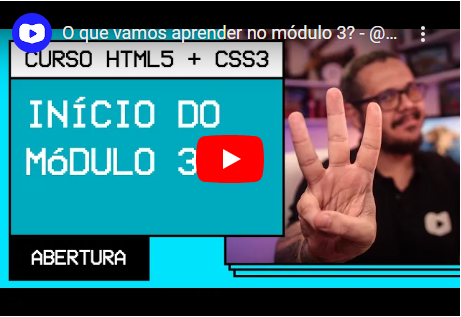 O que vamos aprender no módulo 3? - @...
CURSO HTML5 + CSS3
INÍCIO DO
MóDULO 3
ABERTURA